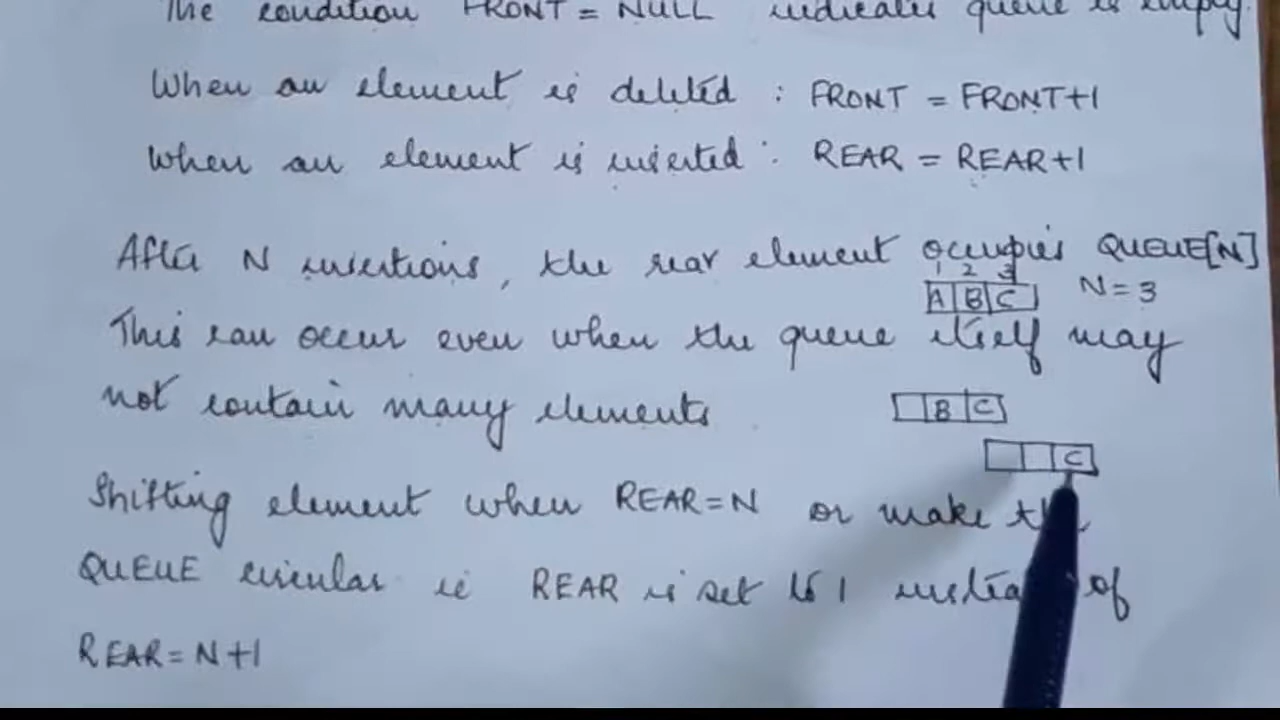 The condition FRONT = NULL indicates queue is empty.
When an element is deleted : FRONT = FRONT+1
When an element is inserted : REAR = REAR+1
After N insertions, the rear element occupies QUEUE[N]
1 2 3
A B C N = 3
This can occur even when the queue itself may
not contain many elements
B C
C
Shifting element when REAR=N or make the
QUEUE circular ie REAR is set to 1 instead of
REAR = N+1